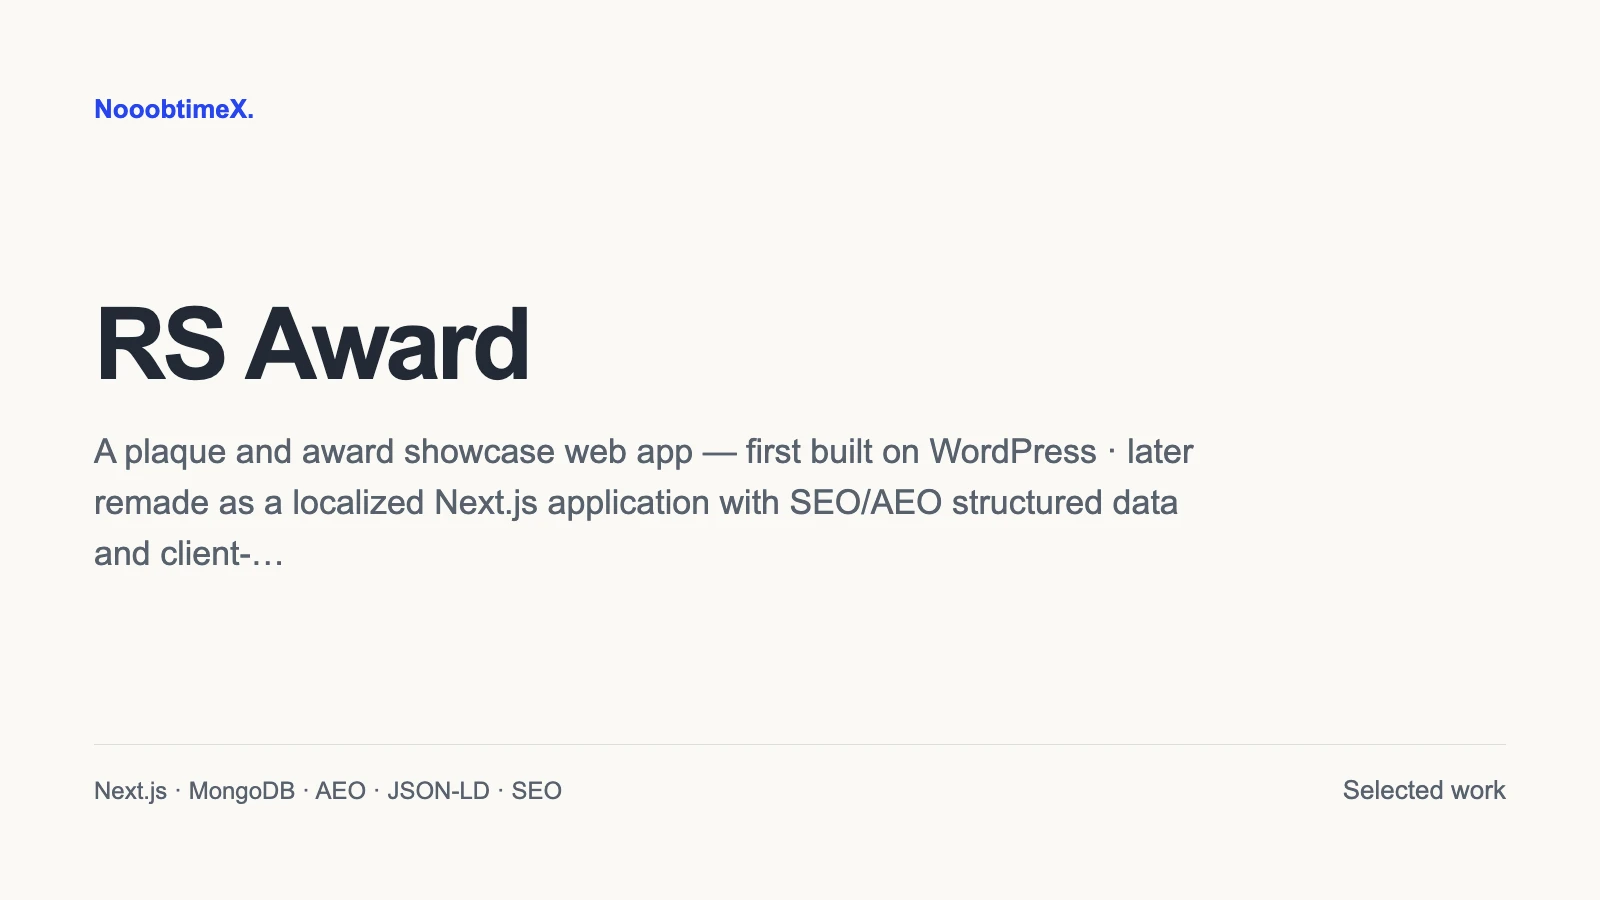 NooobtimeX.
RS Award
A plaque and award showcase web app — first built on WordPress · later
remade as a localized Next.js application with SEO/AEO structured data
and client-…
Next.js · MongoDB · AEO · JSON-LD · SEO
Selected work